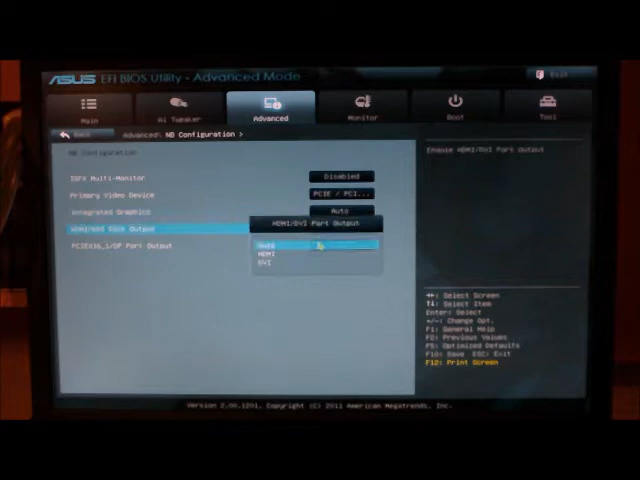 ASUS EFI BIOS Utility - Advanced Mode
Exit
Main
Ai Tweaker
Advanced
Monitor
Boot
Tool
Back
Advanced\ NB Configuration >
NB Configuration
Enable HDMI/DVI Port Output
IGFX Multi-Monitor
Disabled
Primary Video Device
PCIE / PCI...
Integrated Graphics
Auto
HDMI/DVI Port Output
HDMI/DVI Port Output
Auto
HDMI
DVI
PCIEX16_1/DP Port Output
→←: Select Screen
↑↓: Select Item
Enter: Select
+/-: Change Opt.
F1: General Help
F2: Previous Values
F5: Optimized Defaults
F10: Save ESC: Exit
F12: Print Screen
Version 2.00.1201. Copyright (C) 2011 American Megatrends, Inc.